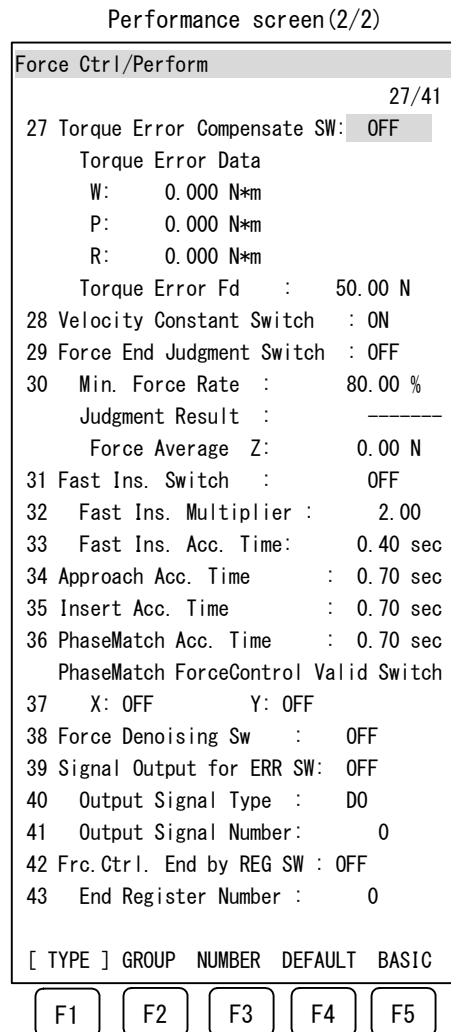 Performance screen(2/2)
Force Ctrl/Perform
27/41
27 Torque Error Compensate SW: OFF
Torque Error Data
W: 0.000 N*m
P: 0.000 N*m
R: 0.000 N*m
Torque Error Fd : 50.00 N
28 Velocity Constant Switch : ON
29 Force End Judgment Switch : OFF
30 Min. Force Rate : 80.00 %
Judgment Result : -------
Force Average Z: 0.00 N
31 Fast Ins. Switch : OFF
32 Fast Ins. Multiplier : 2.00
33 Fast Ins. Acc. Time: 0.40 sec
34 Approach Acc. Time : 0.70 sec
35 Insert Acc. Time : 0.70 sec
36 PhaseMatch Acc. Time : 0.70 sec
PhaseMatch ForceControl Valid Switch
37 X: OFF Y: OFF
38 Force Denoising Sw : OFF
39 Signal Output for ERR SW: OFF
40 Output Signal Type : DO
41 Output Signal Number: 0
42 Frc.Ctrl. End by REG SW : OFF
43 End Register Number : 0
[ TYPE ] GROUP NUMBER DEFAULT BASIC
F1 F2 F3 F4 F5